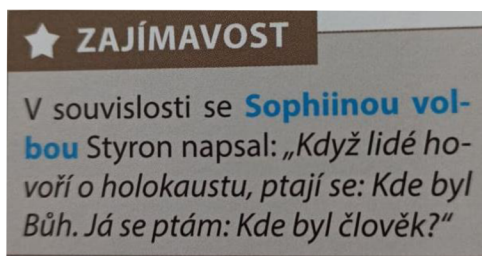 ZAJÍMAVOST
V souvislosti se Sophiinou vol-
bou Styron napsal: „Když lidé ho-
voří o holokaustu, ptají se: Kde byl
Bůh. Já se ptám: Kde byl člověk?“